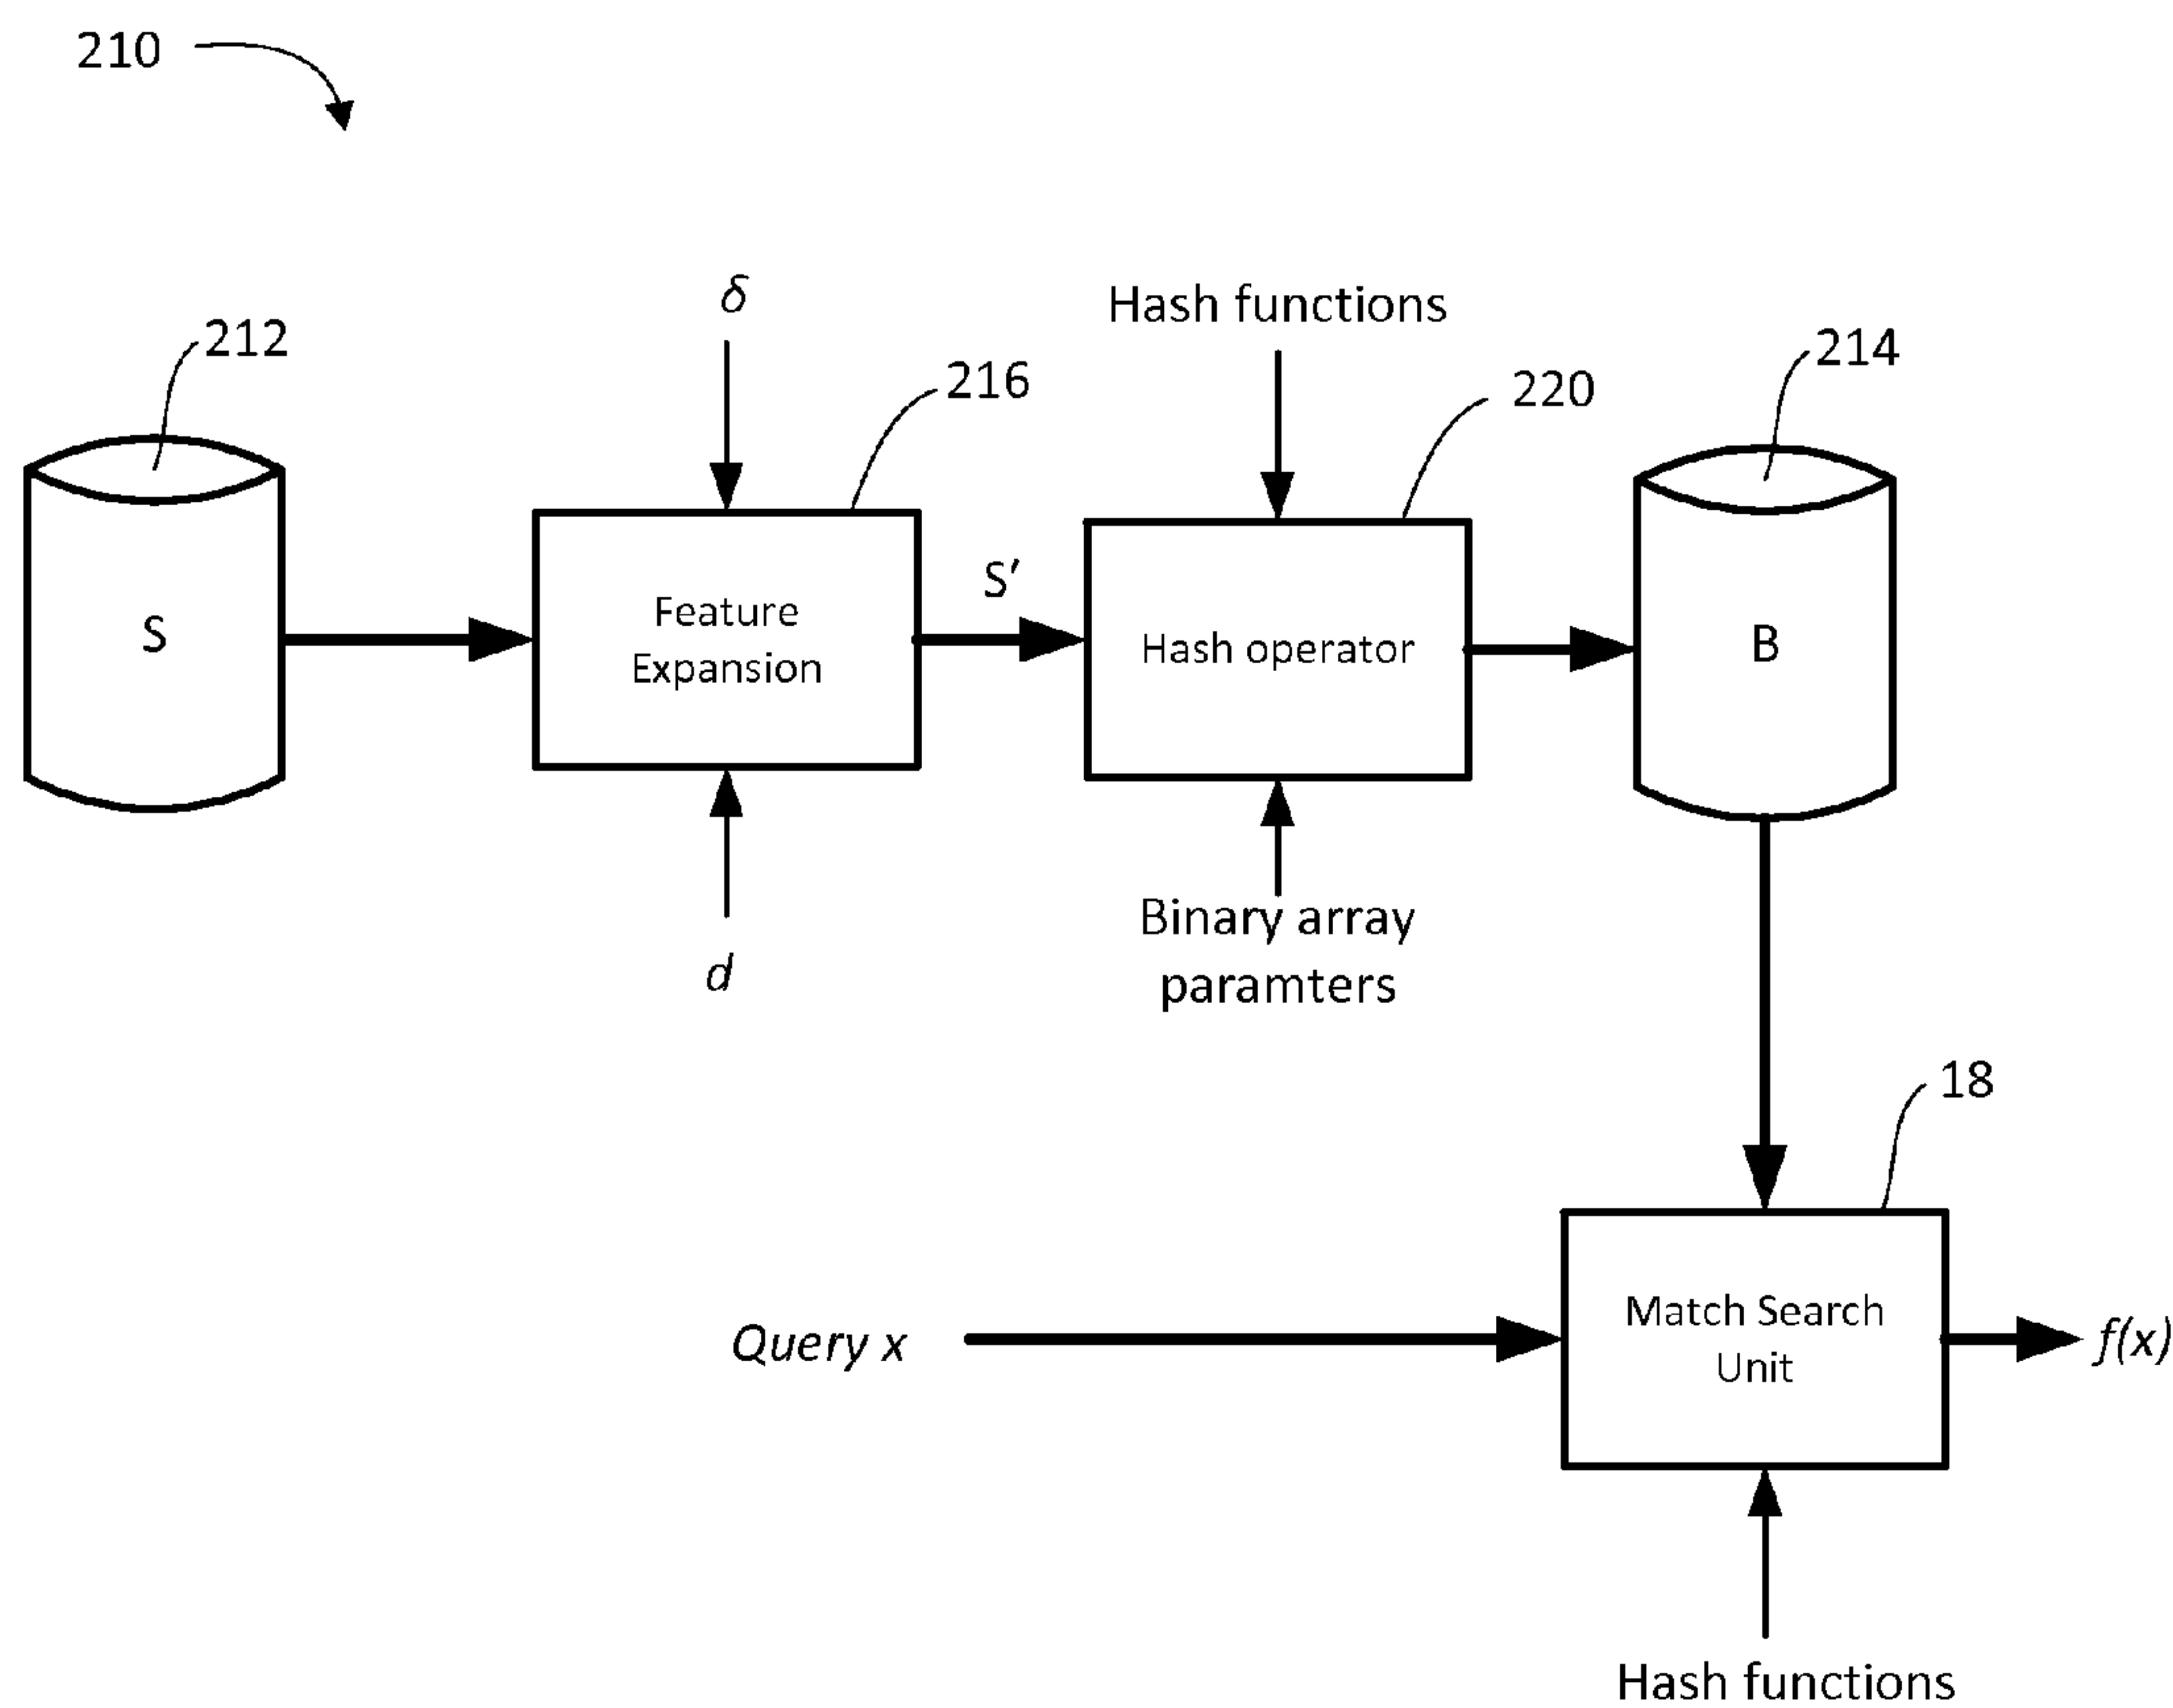 210
δ
Hash functions
212
216
220
214
S
Feature
Expansion
S'
Hash operator
B
d
Binary array
paramters
18
Query x
Match Search
Unit
f(x)
Hash functions